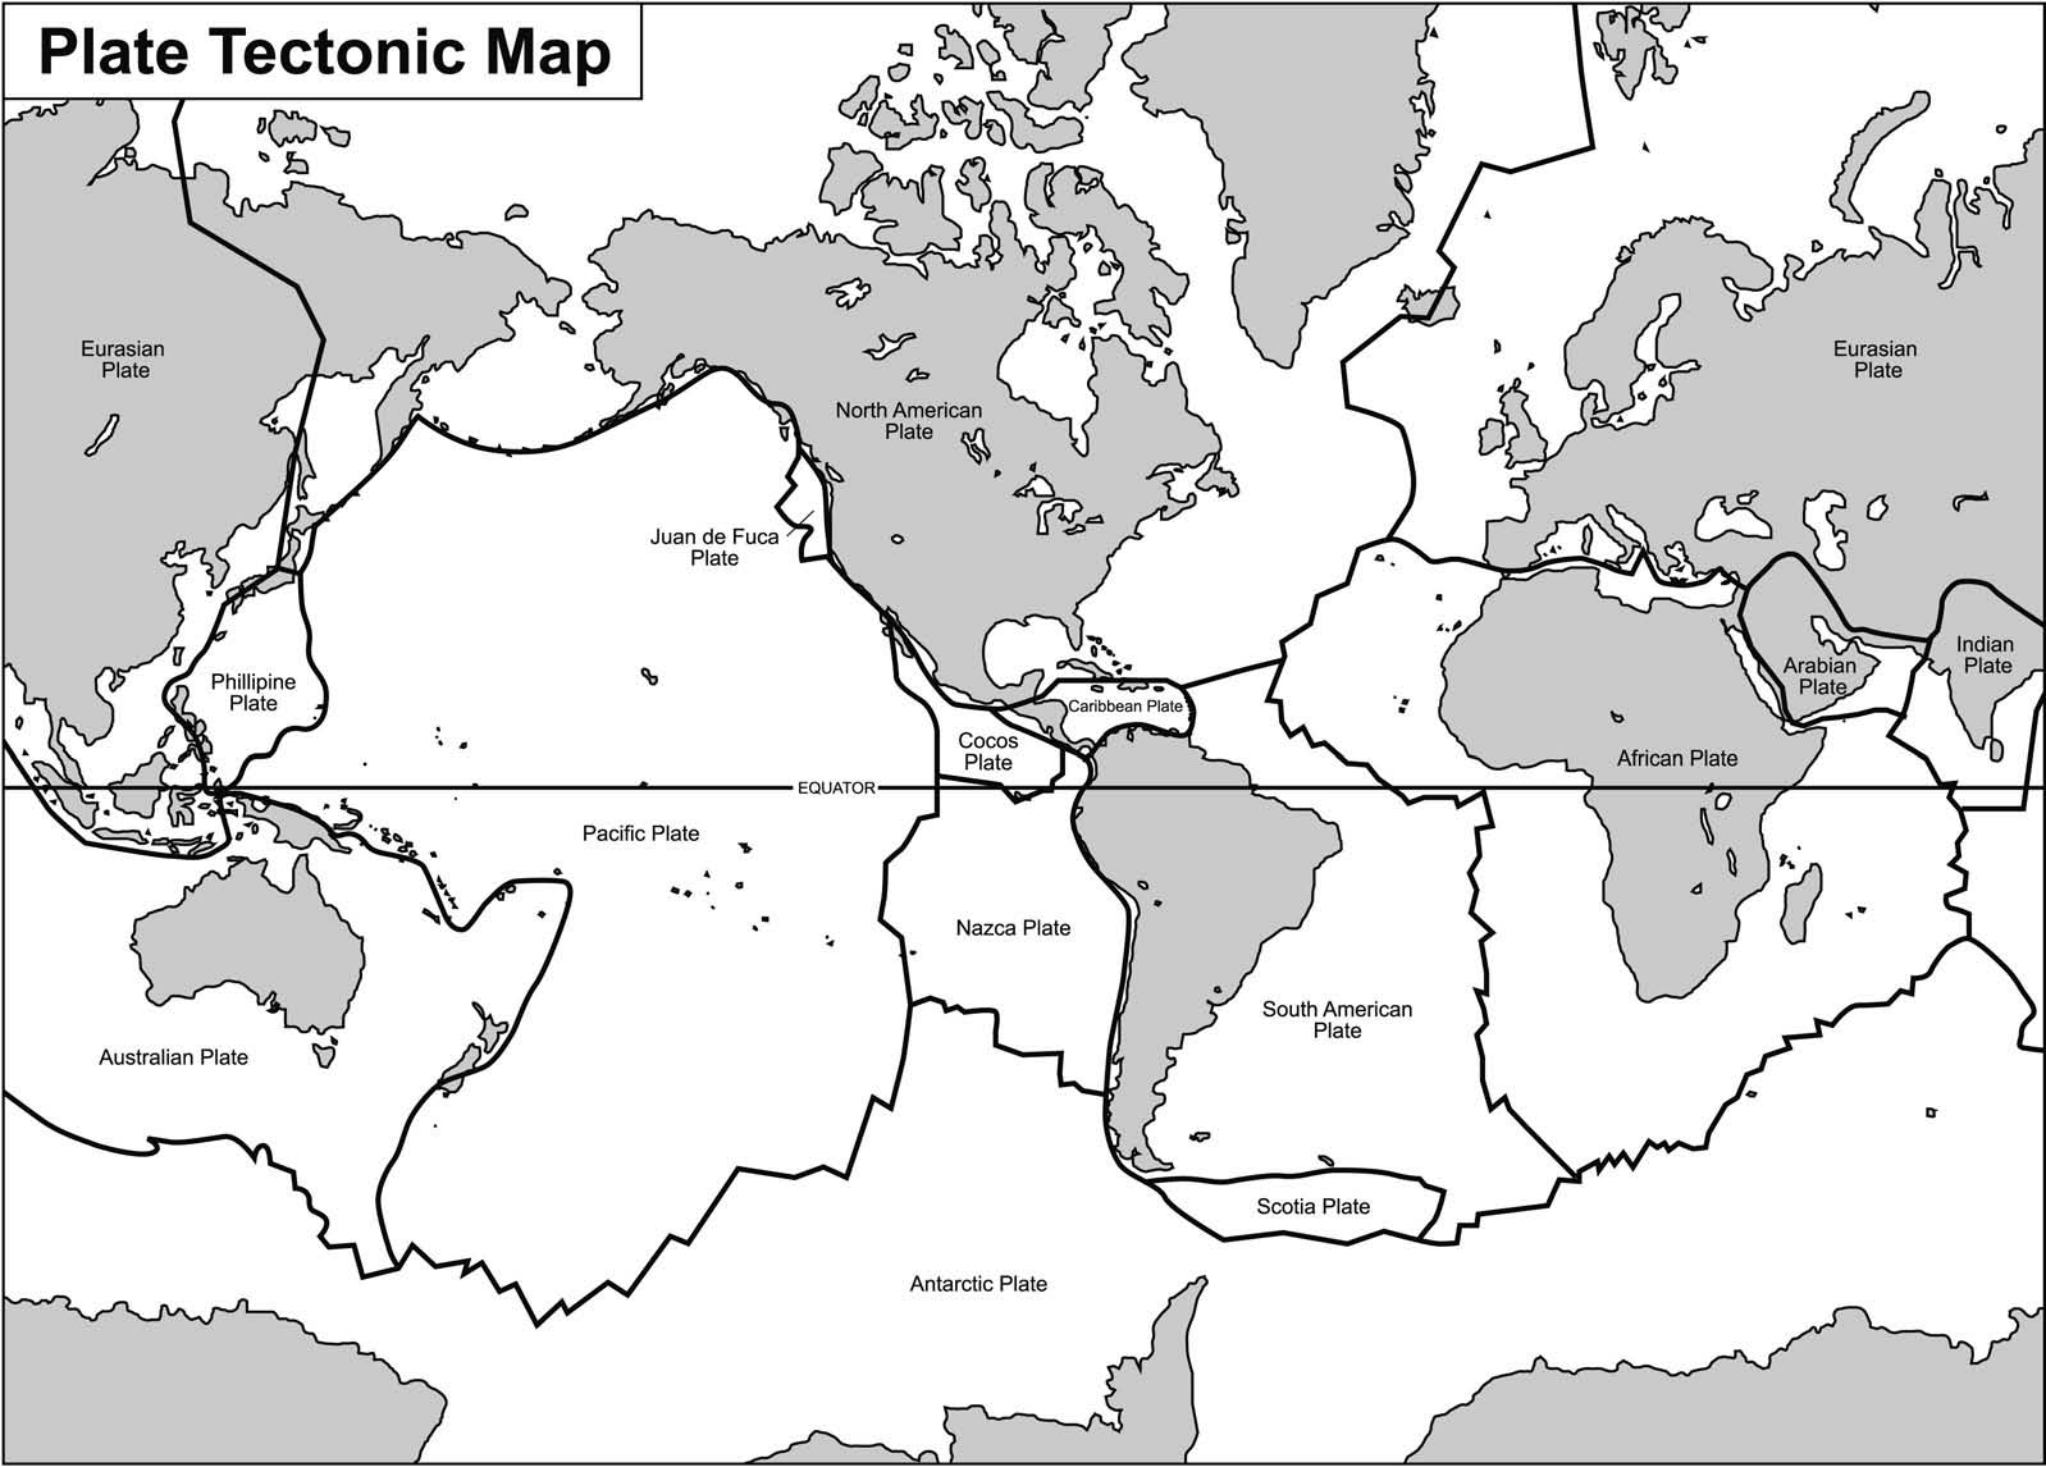 Plate Tectonic Map
Eurasian
Plate
Eurasian
Plate
North American
Plate
Juan de Fuca
Plate
Phillipine
Plate
Indian
Plate
Arabian
Plate
Caribbean Plate
Cocos
Plate
African Plate
EQUATOR
Pacific Plate
Nazca Plate
South American
Plate
Australian Plate
Scotia Plate
Antarctic Plate